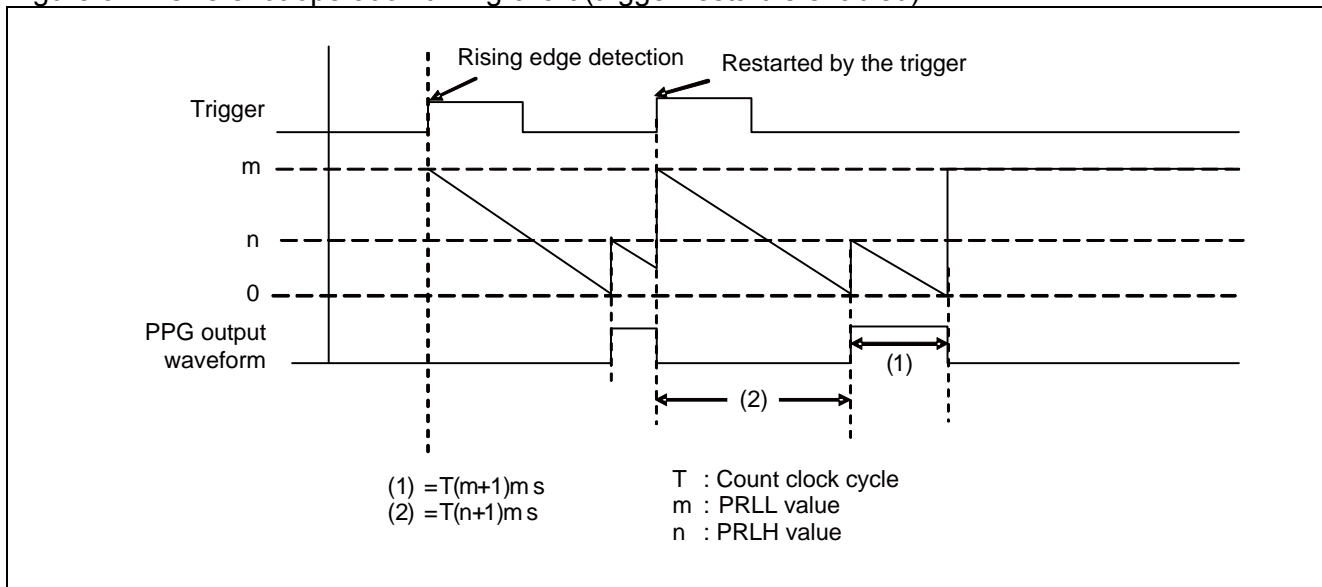 Rising edge detection
Restarted by the trigger
Trigger
m
n
0
PPG output
waveform
(1)
(2)
(1) =T(m+1)m s
(2) =T(n+1)m s
T : Count clock cycle
m : PRLL value
n : PRLH value